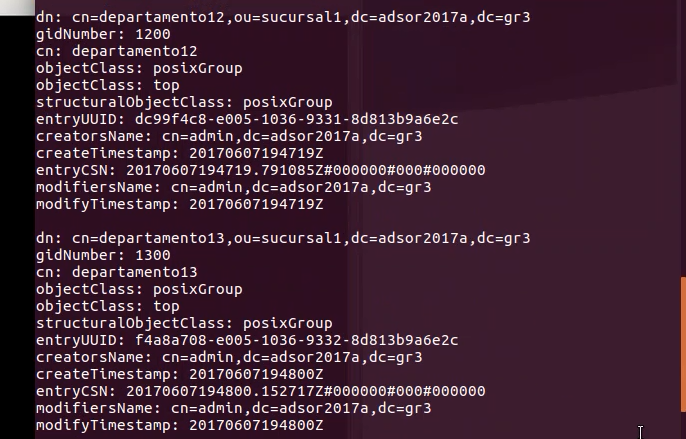 dn: cn=departamento12,ou=sucursal1,dc=adsor2017a,dc=gr3
gidNumber: 1200
cn: departamento12
objectClass: posixGroup
objectClass: top
structuralObjectClass: posixGroup
entryUUID: dc99f4c8-e005-1036-9331-8d813b9a6e2c
creatorsName: cn=admin,dc=adsor2017a,dc=gr3
createTimestamp: 20170607194719Z
entryCSN: 20170607194719.791085Z#000000#000#000000
modifiersName: cn=admin,dc=adsor2017a,dc=gr3
modifyTimestamp: 20170607194719Z

dn: cn=departamento13,ou=sucursal1,dc=adsor2017a,dc=gr3
gidNumber: 1300
cn: departamento13
objectClass: posixGroup
objectClass: top
structuralObjectClass: posixGroup
entryUUID: f4a8a708-e005-1036-9332-8d813b9a6e2c
creatorsName: cn=admin,dc=adsor2017a,dc=gr3
createTimestamp: 20170607194800Z
entryCSN: 20170607194800.152717Z#000000#000#000000
modifiersName: cn=admin,dc=adsor2017a,dc=gr3
modifyTimestamp: 20170607194800Z